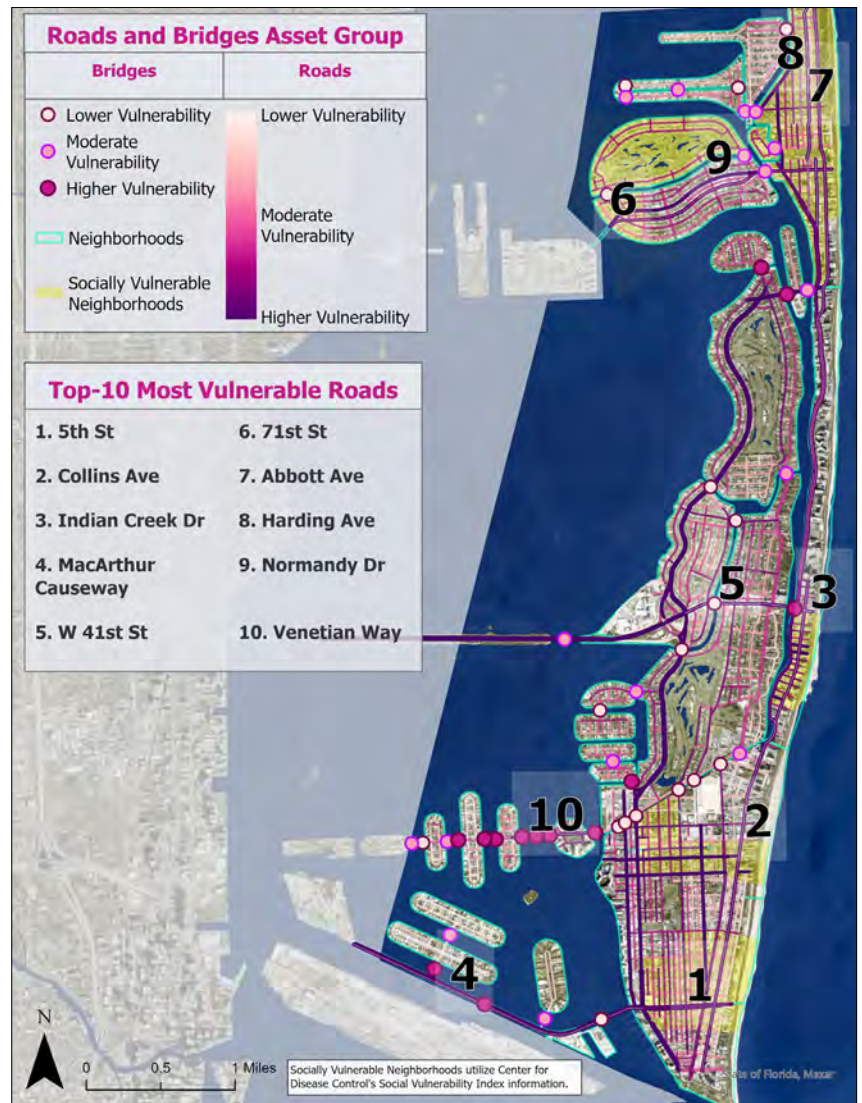 Roads and Bridges Asset Group
Bridges
Roads
Lower Vulnerability
Moderate
Vulnerability
Higher Vulnerability
Neighborhoods
Socially Vulnerable
Neighborhoods
Lower Vulnerability
Moderate
Vulnerability
Higher Vulnerability
Top-10 Most Vulnerable Roads
1. 5th St
2. Collins Ave
3. Indian Creek Dr
4. MacArthur
Causeway
5. W 41st St
6. 71st St
7. Abbott Ave
8. Harding Ave
9. Normandy Dr
10. Venetian Way
8
7
9
6
5
3
10
2
4
1
N
0 0.5 1 Miles
Socially Vulnerable Neighborhoods utilize Center for
Disease Control's Social Vulnerability Index information.
of Florida, Maxar